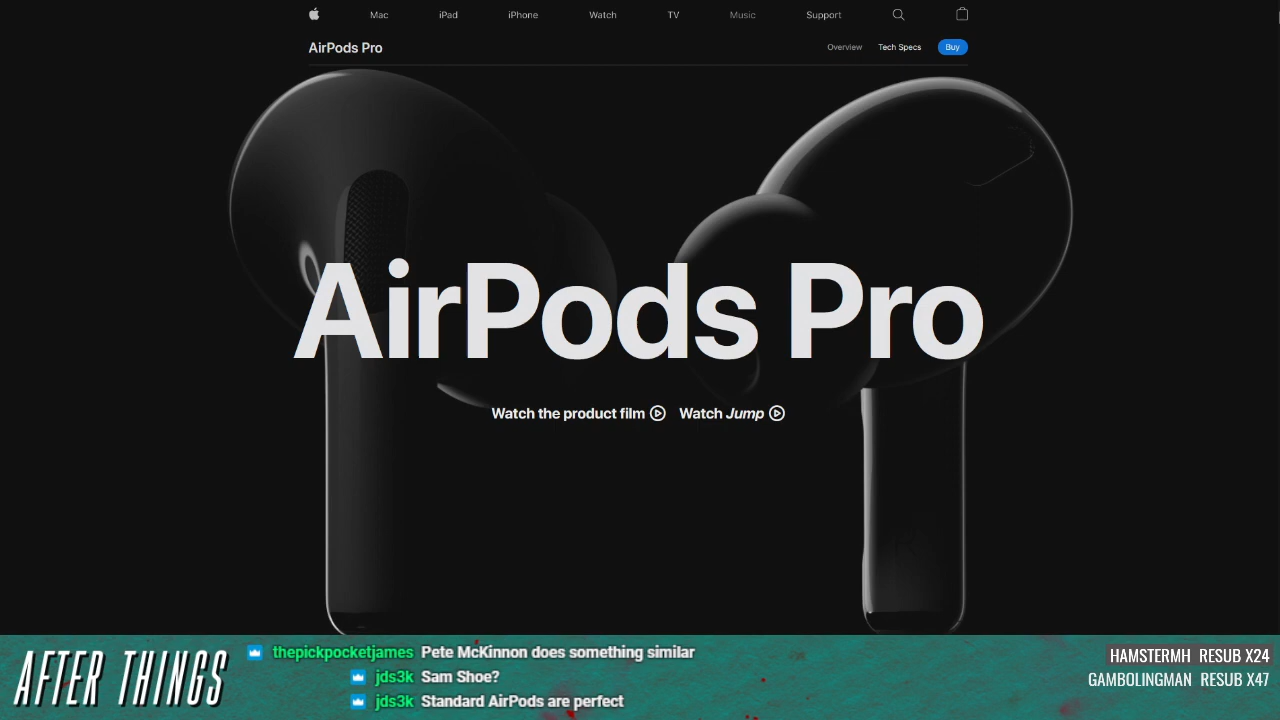 Mac iPad iPhone Watch TV Music Support
AirPods Pro
Overview Tech Specs Buy
AirPods Pro
Watch the product film Watch Jump
AFTER THINGS
thepickpocketjames Pete McKinnon does something similar
jds3k Sam Shoe?
jds3k Standard AirPods are perfect
HAMSTERMH RESUB X24
GAMBOLINGMAN RESUB X47